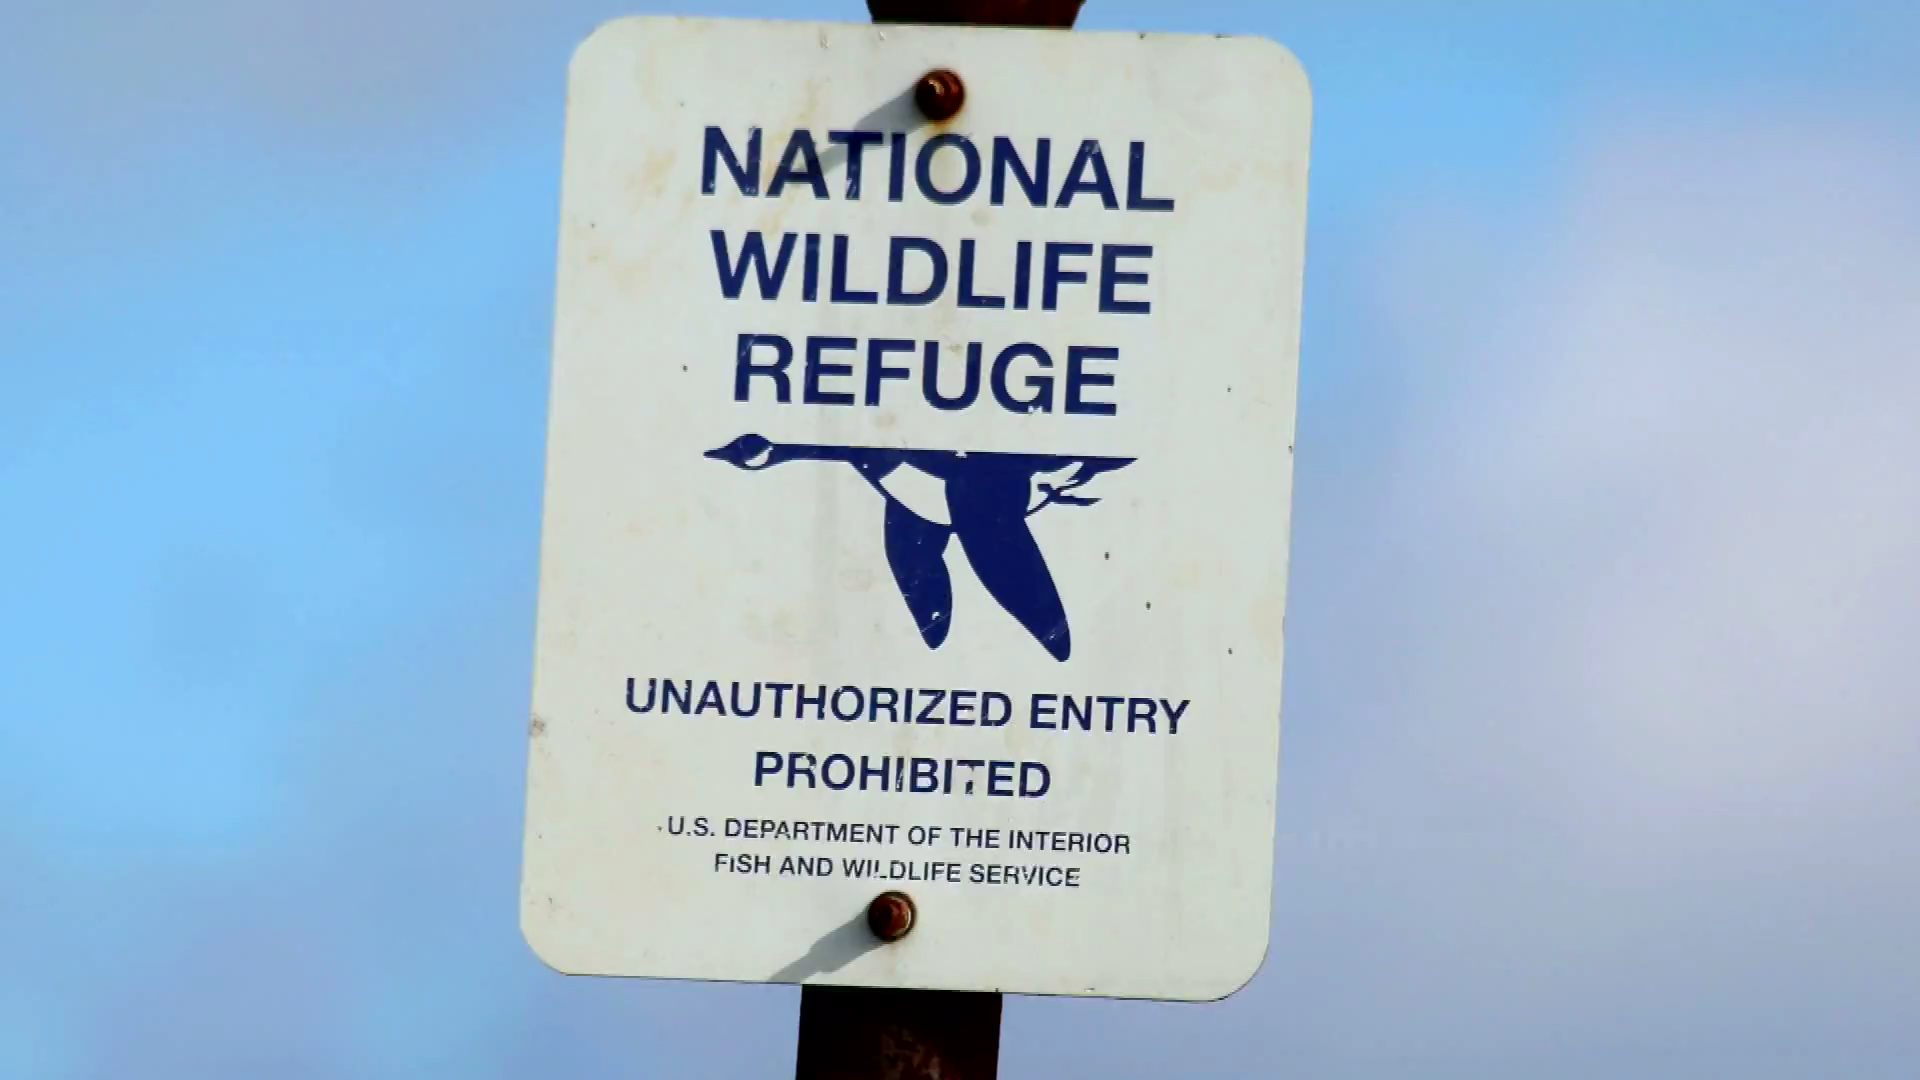 NATIONAL
WILDLIFE
REFUGE
UNAUTHORIZED ENTRY
PROHIBITED
U.S. DEPARTMENT OF THE INTERIOR
FISH AND WILDLIFE SERVICE